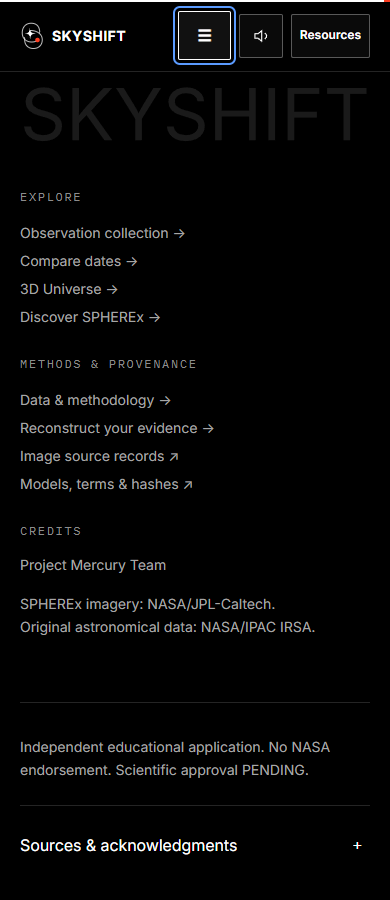 SKYSHIFT
Resources
SKYSHIFT
EXPLORE
Observation collection →
Compare dates →
3D Universe →
Discover SPHEREx →
METHODS & PROVENANCE
Data & methodology →
Reconstruct your evidence →
Image source records ↗
Models, terms & hashes ↗
CREDITS
Project Mercury Team
SPHEREx imagery: NASA/JPL-Caltech.
Original astronomical data: NASA/IPAC IRSA.
Independent educational application. No NASA
endorsement. Scientific approval PENDING.
Sources & acknowledgments +